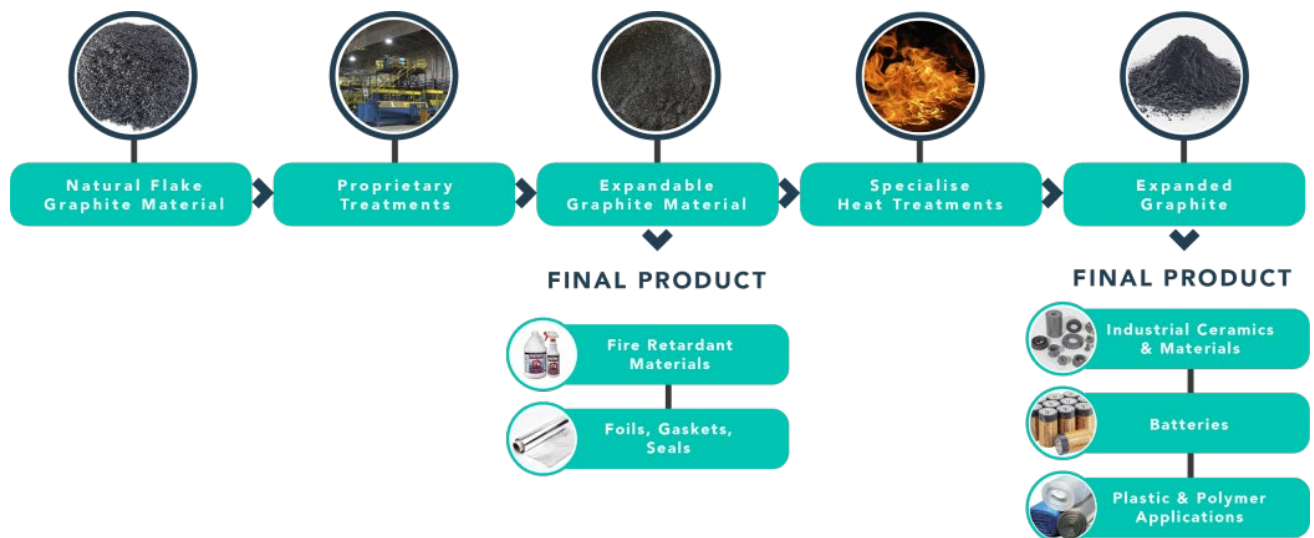 Natural Flake
Graphite Material
Proprietary
Treatments
Expandable
Graphite Material
Specialise
Heat Treatments
Expanded
Graphite
FINAL PRODUCT
Fire Retardant
Materials
Foils, Gaskets,
Seals
FINAL PRODUCT
Industrial Ceramics
& Materials
Batteries
Plastic & Polymer
Applications